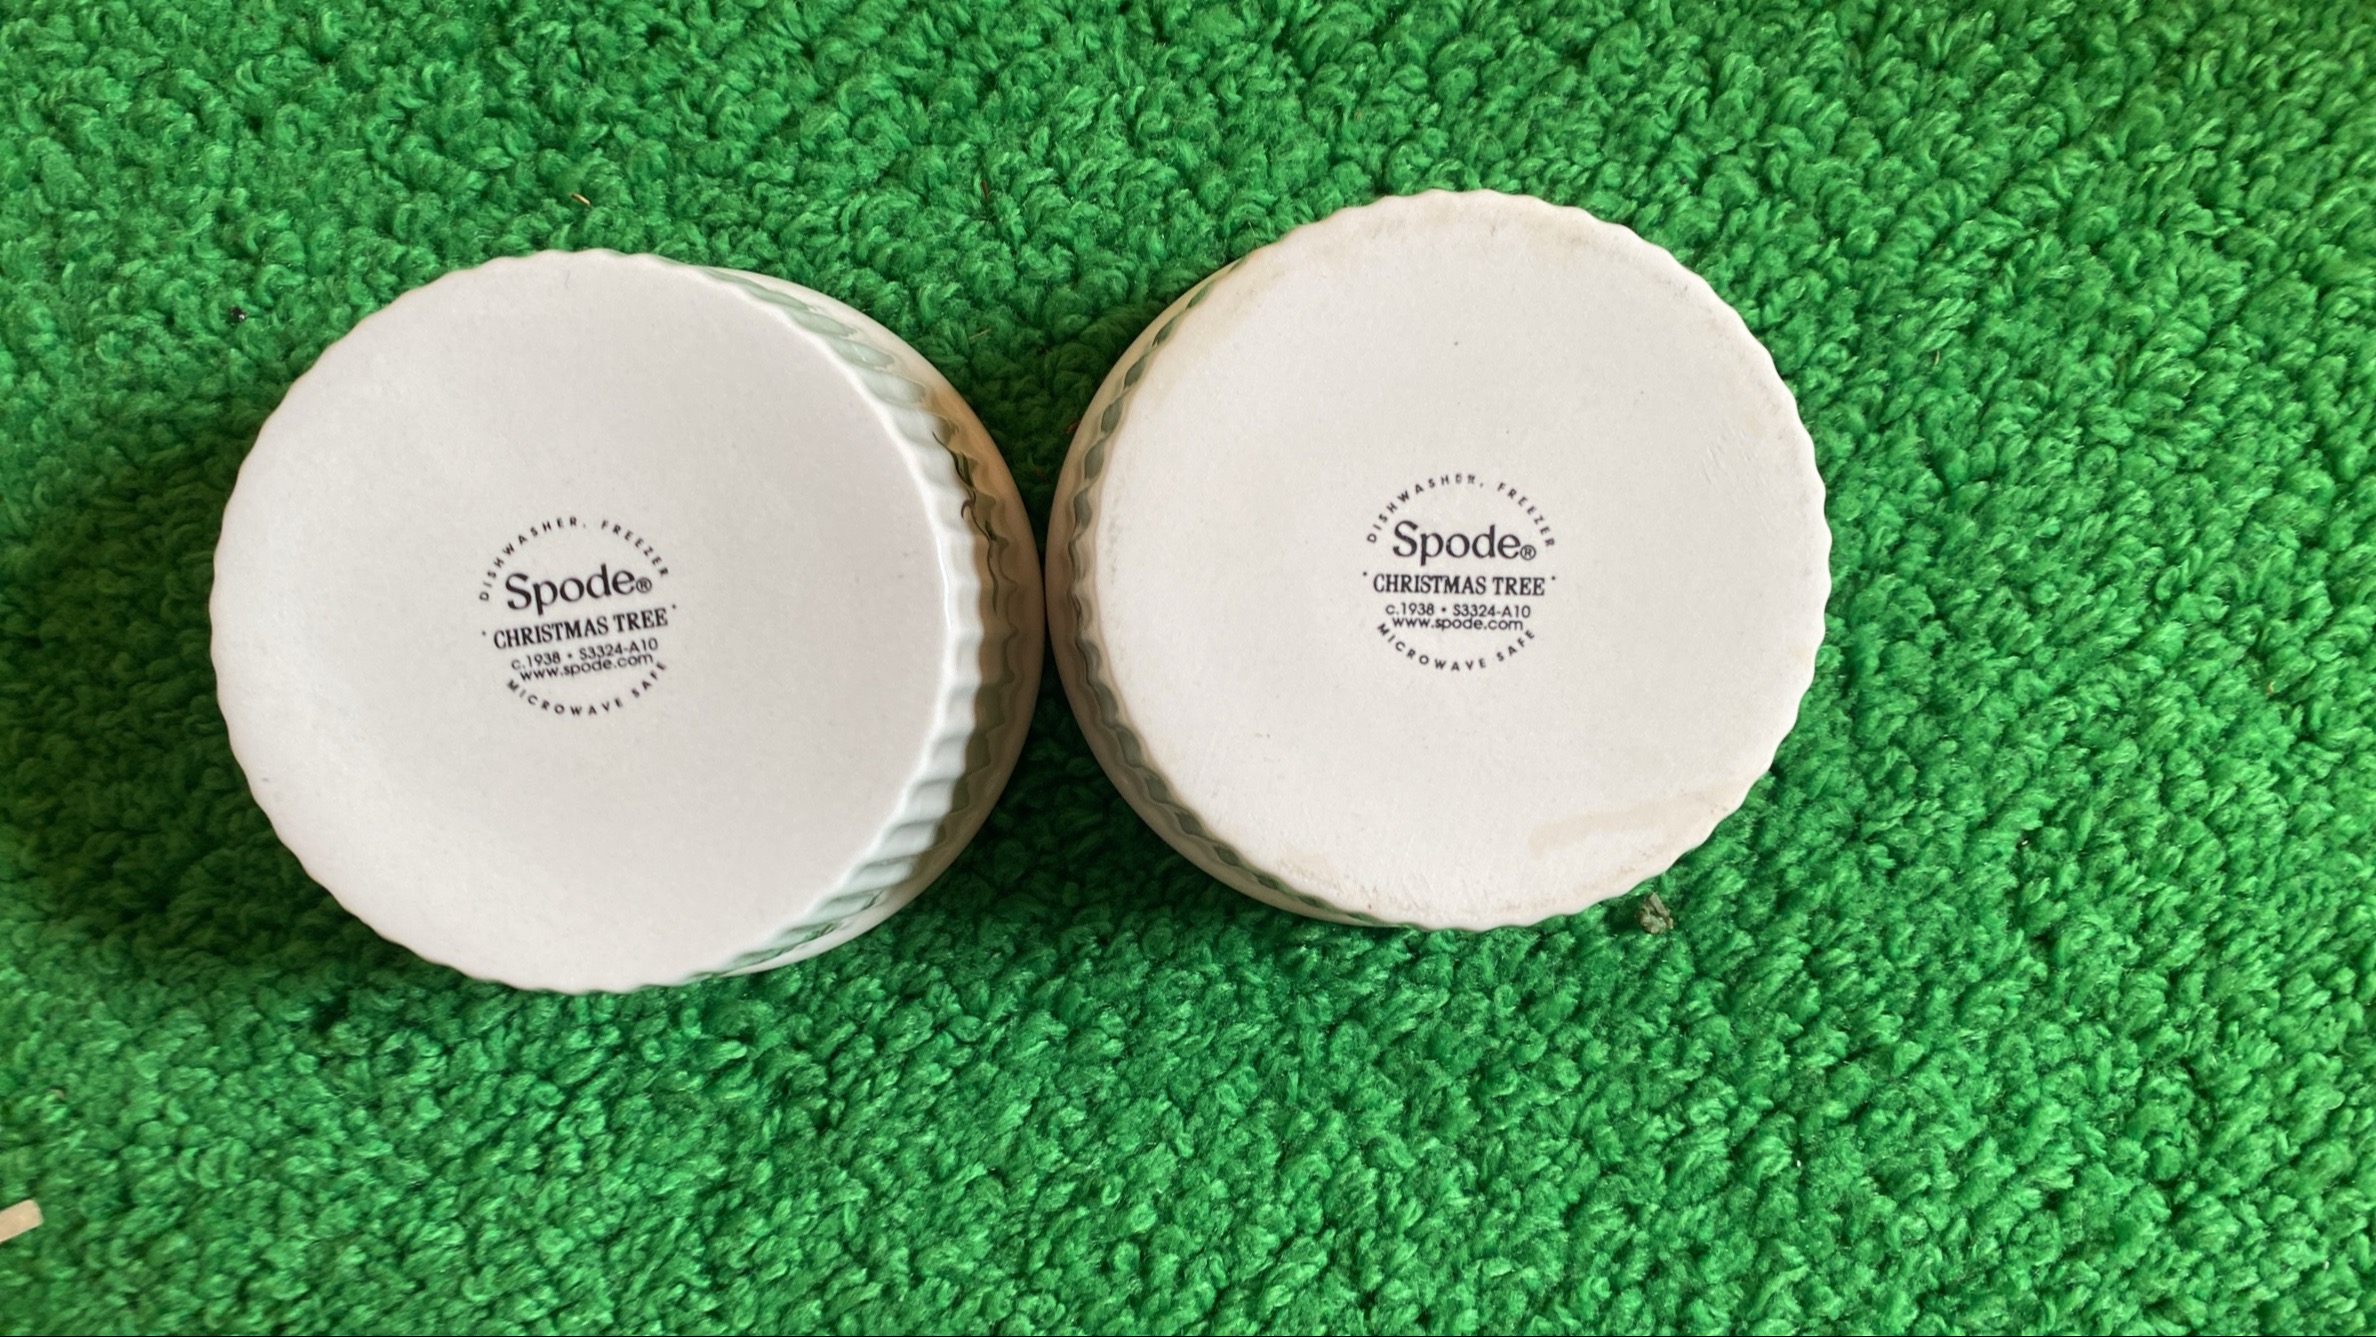 DISHWASHER, FREEZER
Spode®
CHRISTMAS TREE
c.1938 • S3324-A10
www.spode.com
MICROWAVE SAFE
DISHWASHER, FREEZER
Spode®
CHRISTMAS TREE
c.1938 • S3324-A10
www.spode.com
MICROWAVE SAFE